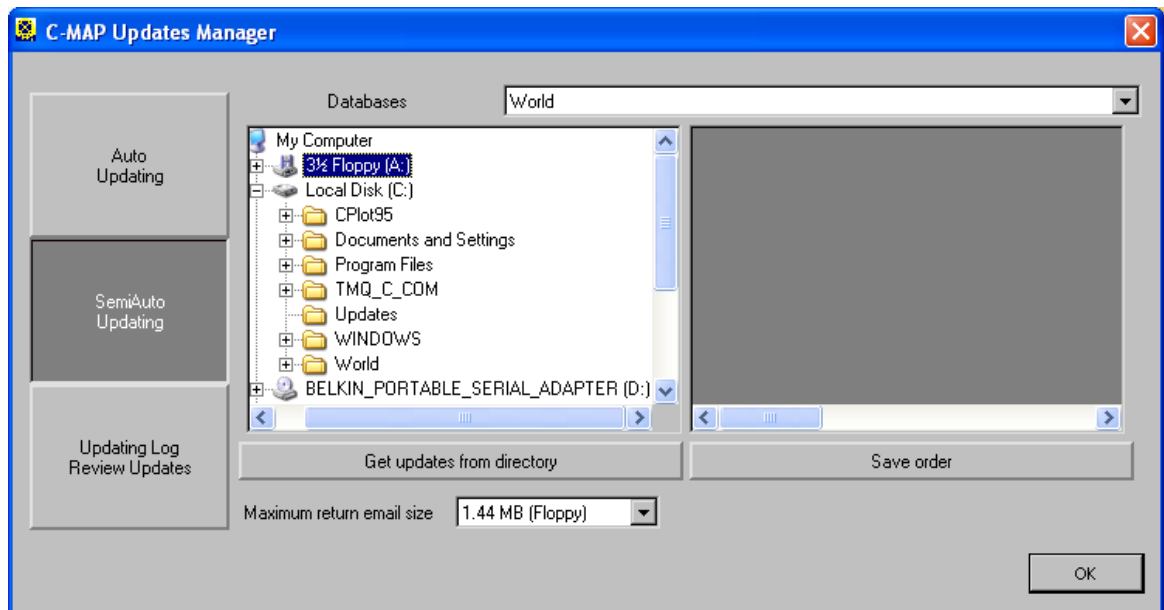 C-MAP Updates Manager
Databases
World
Auto
Updating
SemiAuto
Updating
Updating Log
Review Updates
My Computer
3½ Floppy (A:)
Local Disk (C:)
CPlot95
Documents and Settings
Program Files
TMQ_C_COM
Updates
WINDOWS
World
BELKIN_PORTABLE_SERIAL_ADAPTER (D:)
Get updates from directory
Save order
Maximum return email size
1.44 MB (Floppy)
OK